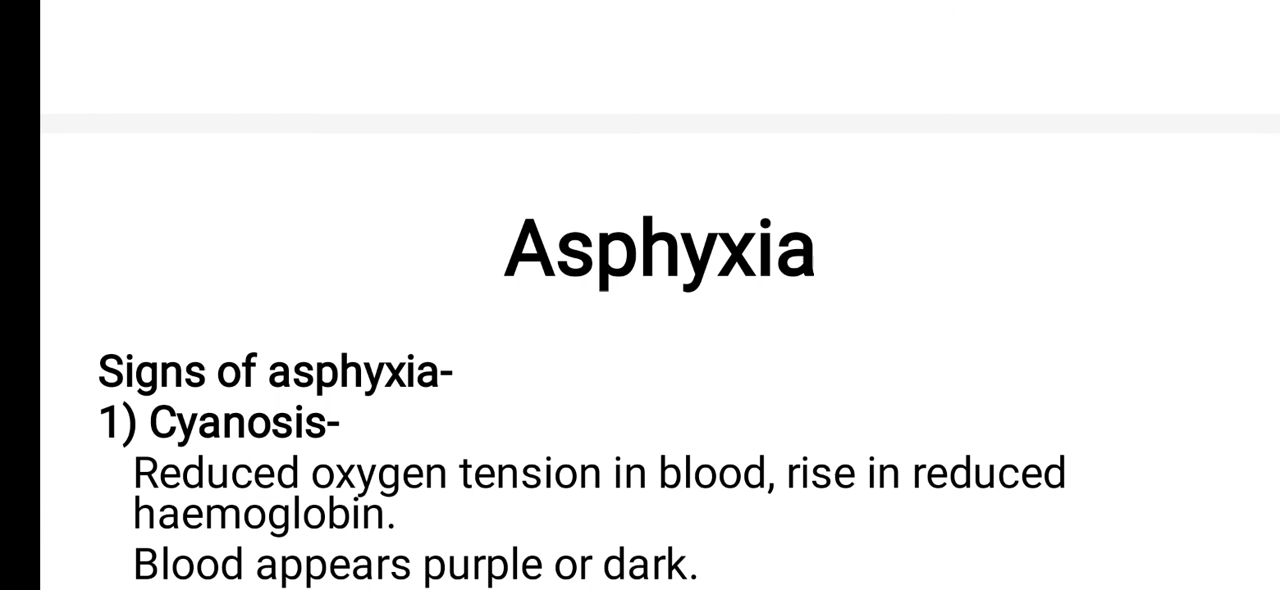 Asphyxia
Signs of asphyxia-
1) Cyanosis-
Reduced oxygen tension in blood, rise in reduced
haemoglobin.
Blood appears purple or dark.